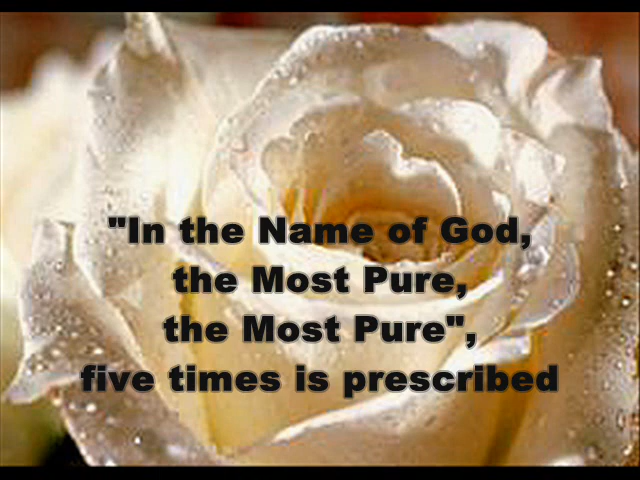 "In the Name of God,
the Most Pure,
the Most Pure",
five times is prescribed